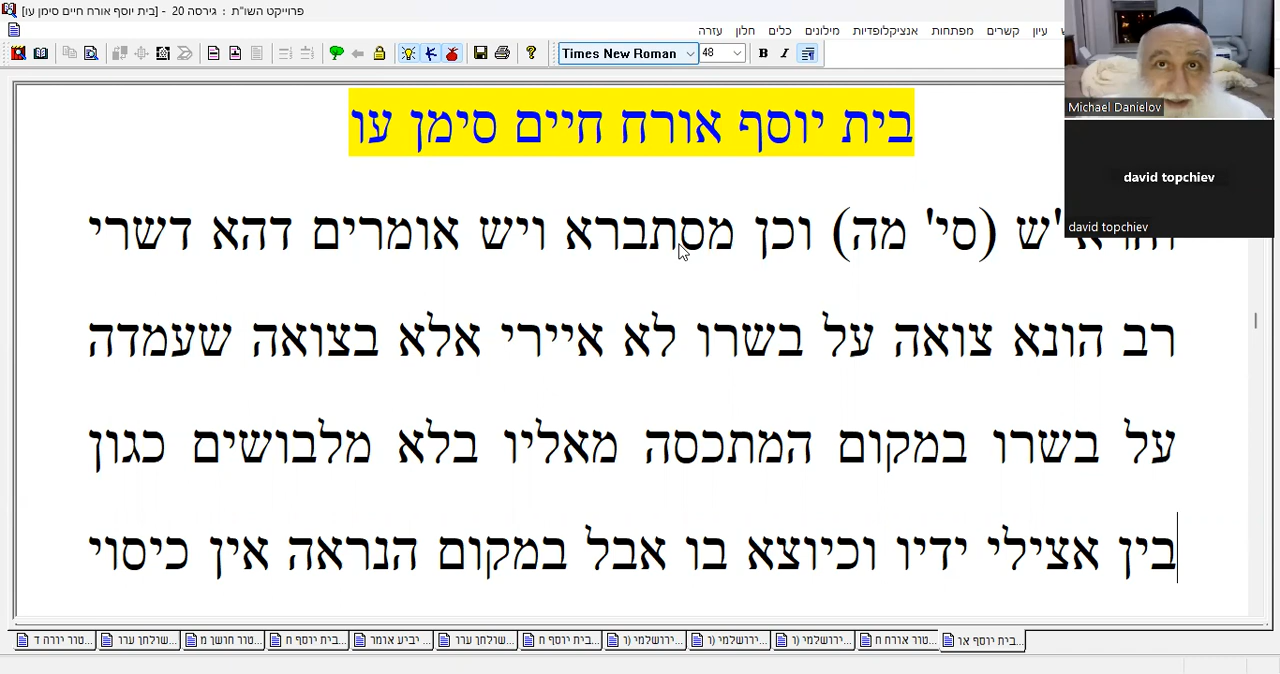 פרוייקט השו"ת : גירסה 20 - [בית יוסף אורח חיים סימן עו]
עיון קשרים מפתחות אנציקלופדיות מילונים כלים חלון עזרה
Times New Roman 48 B I
Michael Danielov
david topchiev
david topchiev
בית יוסף אורח חיים סימן עו
(סי' מה) וכן מסתברא ויש אומרים דהא דשרי
רב הונא צואה על בשרו לא איירי אלא בצואה שעמדה
על בשרו במקום המתכסה מאליו בלא מלבושים כגון
בין אצילי ידיו וכיוצא בו אבל במקום הנראה אין כיסוי
בית יוסף או... טור אורח ח... ירושלמי (ו... ירושלמי (ו... ירושלמי (ו... בית יוסף ח... שולחן ערו... יביע אומר... בית יוסף ח... טור חושן מ... שולחן ערו... טור יורה ד...